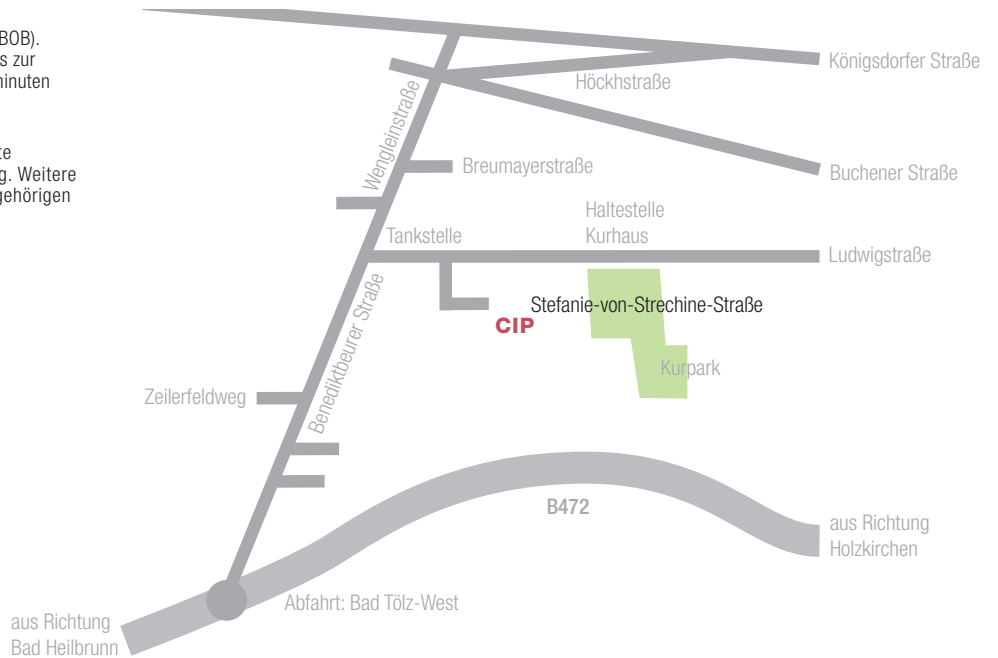 BOB).
s zur
minuten
te
g. Weitere
gehörigen
Königsdorfer Straße
Höckhstraße
Wengleinstraße
Breumayerstraße
Buchener Straße
Haltestelle
Kurhaus
Tankstelle
Ludwigstraße
Stefanie-von-Strechine-Straße
CIP
Benediktbeurer Straße
Kurpark
Zeilerfeldweg
B472
aus Richtung
Holzkirchen
Abfahrt: Bad Tölz-West
aus Richtung
Bad Heilbrunn